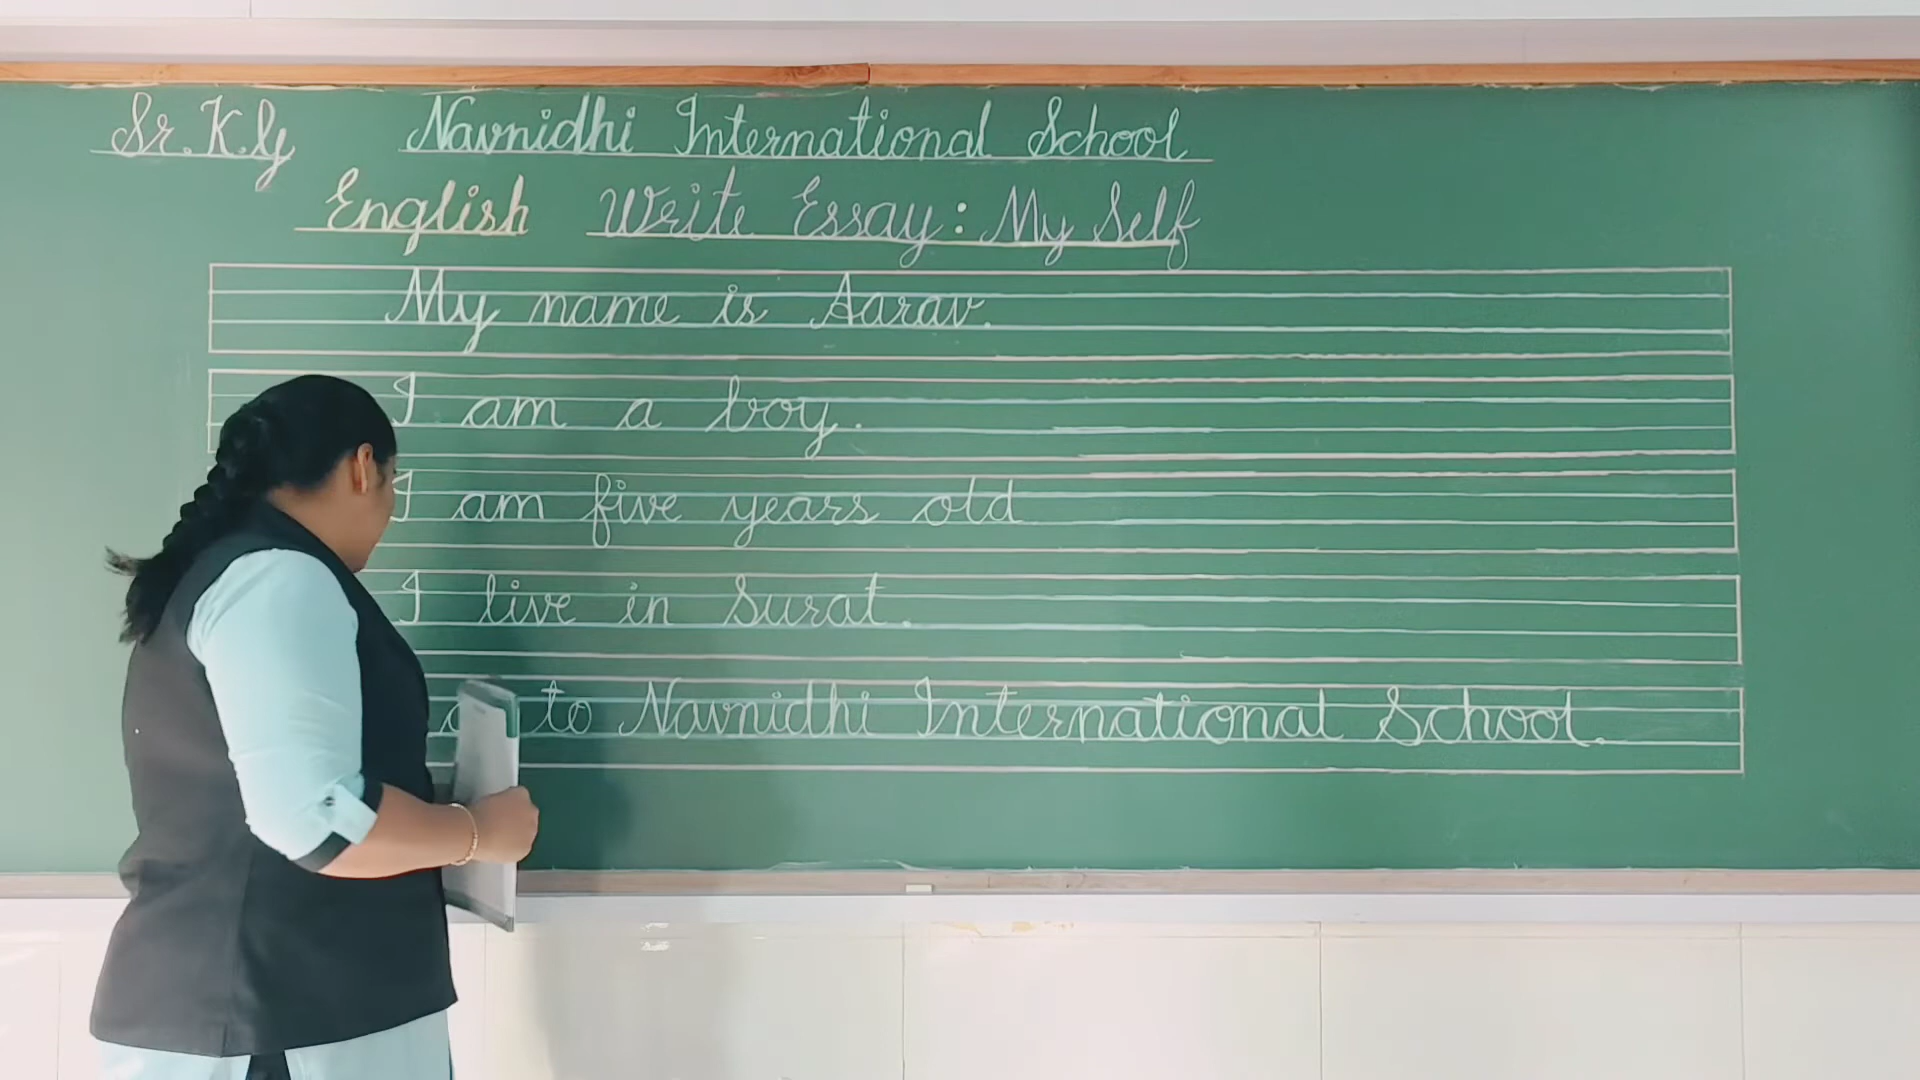 Sr. K.G Navnidhi International School
English Write Essay : My Self
My name is Aarav.
I am a boy.
I am five years old
I live in Surat.
to Navnidhi International School.